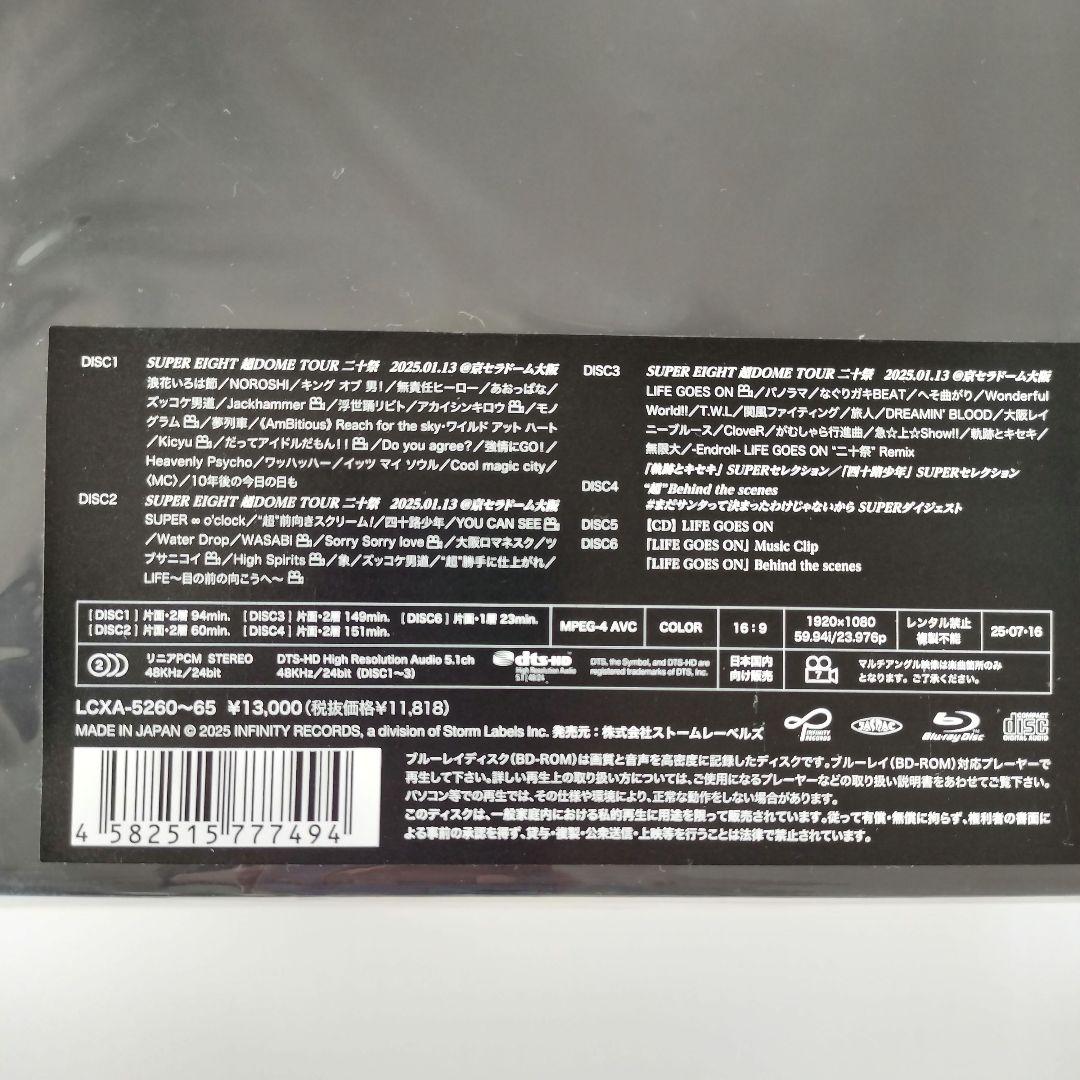 DISC1 SUPER EIGHT 超DOME TOUR 二十祭 2025.01.13 @京セラドーム大阪
浪花いろは節／NOROSHI／キング オブ 男！／無責任ヒーロー／あおっぱな／
ズッコケ男道／Jackhammer／浮世踊リビト／アカイシンキロウ／モノ
グラム／夢列車／《AmBitious》Reach for the sky・ワイルド アット ハート
／Kicyu／だってアイドルだもん！！／Do you agree?／強情にGO！／
Heavenly Psycho／ワッハッハー／イッツ マイ ソウル／Cool magic city／
〈MC〉／10年後の今日の日も
DISC2 SUPER EIGHT 超DOME TOUR 二十祭 2025.01.13 @京セラドーム大阪
SUPER ∞ o'clock／“超”前向きスクリーム！／四十路少年／YOU CAN SEE
／Water Drop／WASABI／Sorry Sorry love／大阪ロマネスク／ツ
ブサニコイ／High Spirits／象／ズッコケ男道／“超”勝手に仕上がれ／
LIFE～目の前の向こうへ～
DISC3 SUPER EIGHT 超DOME TOUR 二十祭 2025.01.13 @京セラドーム大阪
LIFE GOES ON／パノラマ／なぐりガキBEAT／へそ曲がり／Wonderful
World!!／T.W.L／関風ファイティング／旅人／DREAMIN' BLOOD／大阪レイ
ニーブルース／CloveR／がむしゃら行進曲／急☆上☆Show!!／軌跡とキセキ／
無限大／-Endroll- LIFE GOES ON “二十祭” Remix
「軌跡とキセキ」SUPERセレクション／「四十路少年」SUPERセレクション
DISC4 “超”Behind the scenes
#まだサンタって決まったわけじゃないから SUPERダイジェスト
DISC5 [CD] LIFE GOES ON
DISC6 「LIFE GOES ON」Music Clip
「LIFE GOES ON」Behind the scenes
[DISC1]片面・2層 94min. [DISC3]片面・2層 149min. [DISC6]片面・1層 23min.
[DISC2]片面・2層 60min. [DISC4]片面・2層 151min.
MPEG-4 AVC
COLOR
16：9
1920×1080
59.94i/23.976p
レンタル禁止
複製不能
25・07・16
2
リニアPCM STEREO
48KHz/24bit
DTS-HD High Resolution Audio 5.1ch
48KHz/24bit (DISC1～3)
dts-HD
High Resolution Audio
5.1 | 48/24
DTS, the Symbol, and DTS-HD are
registered trademarks of DTS, Inc.
日本国内
向け販売
7
マルチアングル映像は楽曲箇所のみ
となります。ご了承ください。
LCXA-5260～65 ¥13,000（税抜価格¥11,818）
MADE IN JAPAN © 2025 INFINITY RECORDS, a division of Storm Labels Inc. 発売元：株式会社ストームレーベルズ
INFINITY RECORDS
JASRAC
Blu-ray Disc
COMPACT
disc
DIGITAL AUDIO
ブルーレイディスク（BD-ROM）は画質と音声を高密度に記録したディスクです。ブルーレイ（BD-ROM）対応プレーヤーで
再生して下さい。詳しい再生上の取り扱い方については、ご使用になるプレーヤーなどの取り扱い説明書をあわせてご覧下さい。
パソコン等での再生では、その仕様や環境により、正常な動作をしない場合があります。
このディスクは、一般家庭内における私的再生に用途を限って販売されています。従って有償・無償に拘らず、権利者の書面に
よる事前の承認を得ず、貸与・複製・公衆送信・上映等を行うことは法律で禁止されています。
4 582515 777494